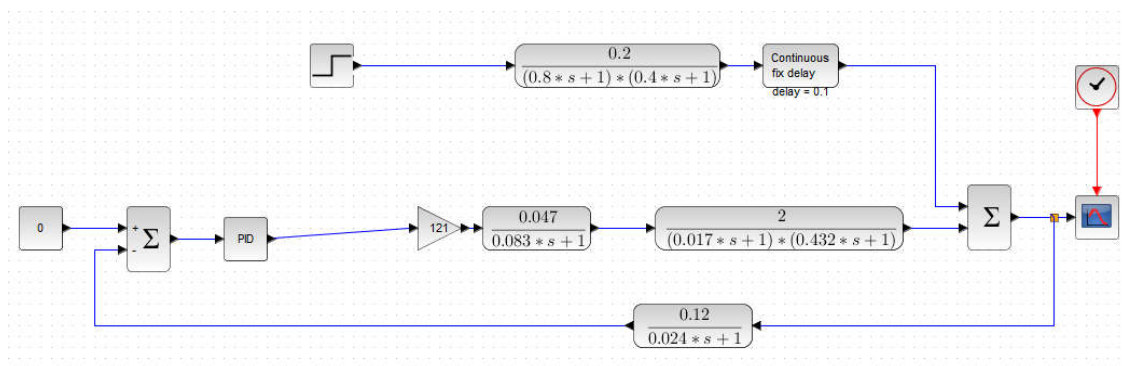 0.2
(0.8 * s + 1) * (0.4 * s + 1)
Continuous
fix delay
delay = 0.1
0
+
-
Σ
PID
121
0.047
0.083 * s + 1
2
(0.017 * s + 1) * (0.432 * s + 1)
Σ
0.12
0.024 * s + 1